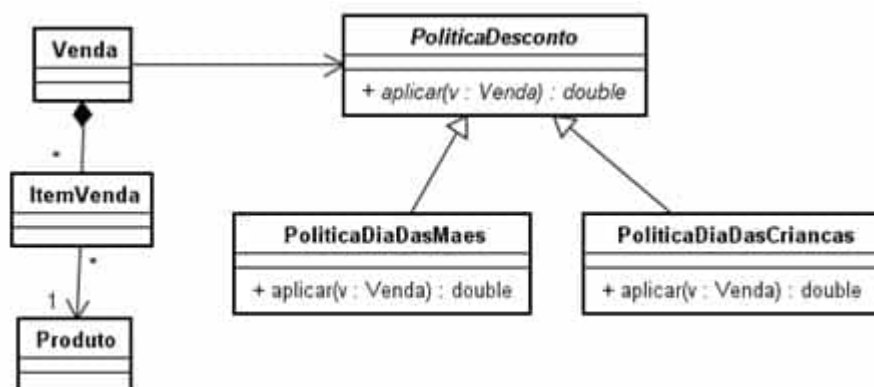 Venda
PoliticaDesconto
+ aplicar(v : Venda) : double
*
ItemVenda
*
1
Produto
PoliticaDiaDasMaes
+ aplicar(v : Venda) : double
PoliticaDiaDasCriancas
+ aplicar(v : Venda) : double